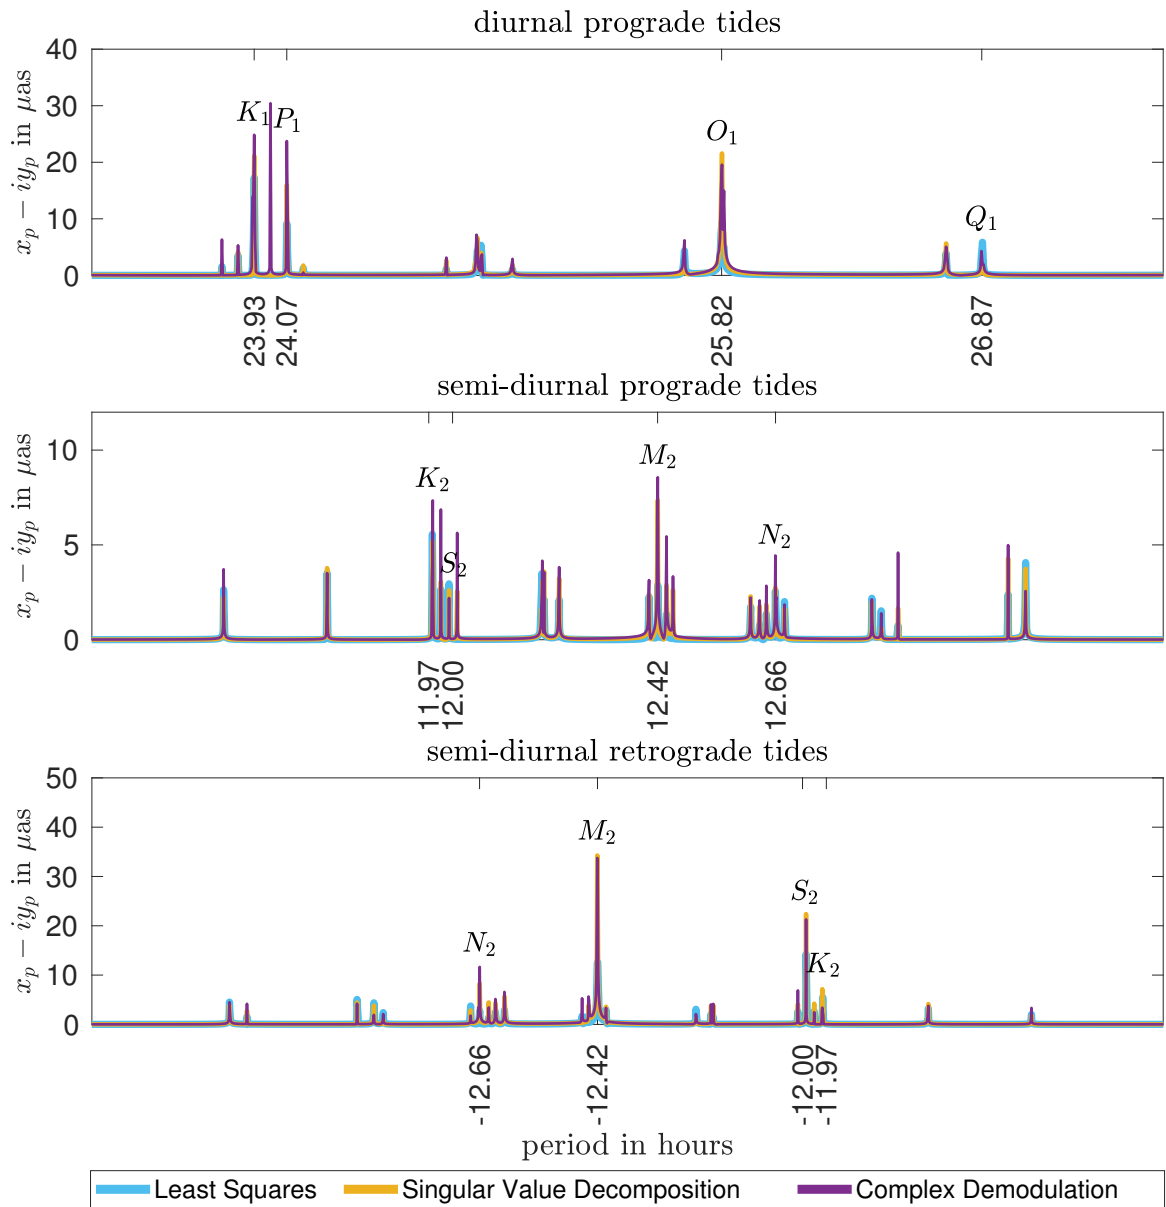 diurnal prograde tides
40
30
20
10
0
x_p − iy_p in μas
K_1
P_1
O_1
Q_1
23.93
24.07
25.82
26.87
semi-diurnal prograde tides
10
5
0
x_p − iy_p in μas
K_2
S_2
M_2
N_2
11.97
12.00
12.42
12.66
semi-diurnal retrograde tides
50
40
30
20
10
0
x_p − iy_p in μas
N_2
M_2
S_2
K_2
-12.66
-12.42
-12.00
-11.97
period in hours
Least Squares Singular Value Decomposition Complex Demodulation